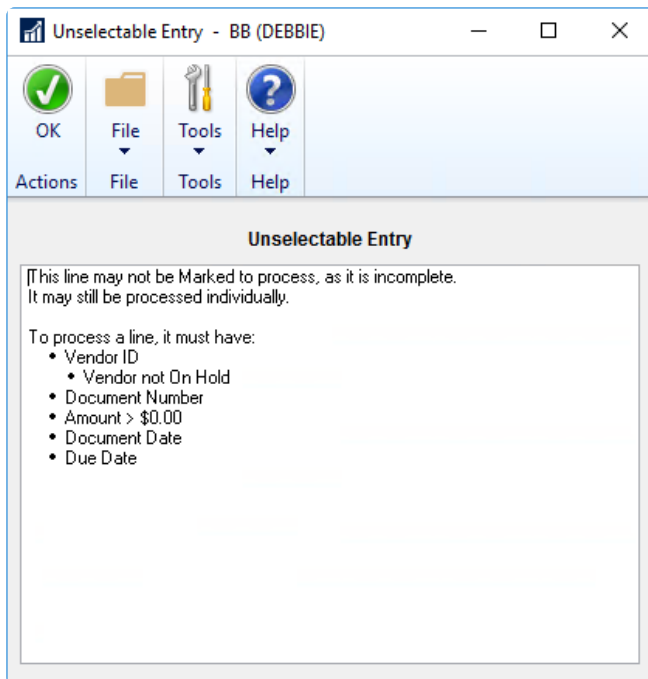 Unselectable Entry - BB (DEBBIE)
OK File Tools Help
Actions File Tools Help
Unselectable Entry
This line may not be Marked to process, as it is incomplete.
It may still be processed individually.
To process a line, it must have:
• Vendor ID
• Vendor not On Hold
• Document Number
• Amount > $0.00
• Document Date
• Due Date